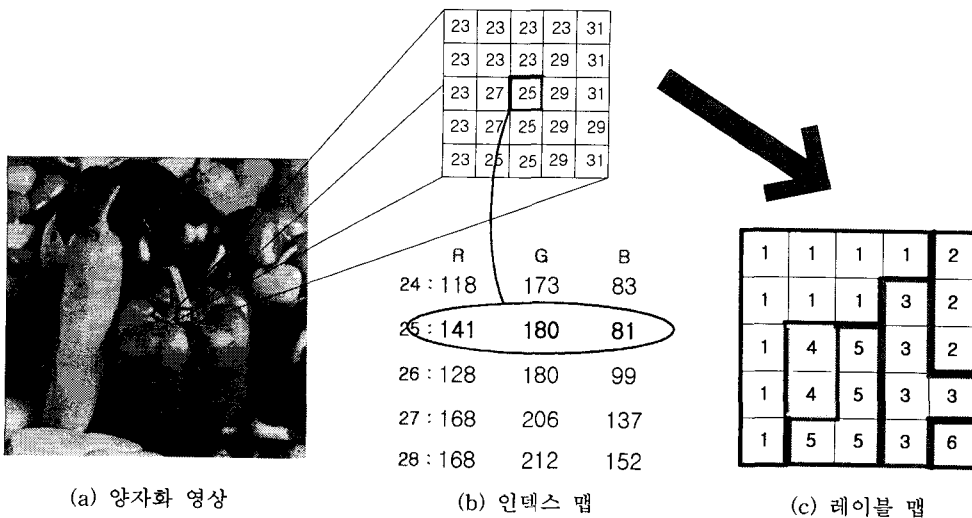 23 23 23 23 31
23 23 23 29 31
23 27 25 29 31
23 27 25 29 29
23 25 25 29 31
R G B
24 : 118 173 83
25 : 141 180 81
26 : 128 180 99
27 : 168 206 137
28 : 168 212 152
1 1 1 1 2
1 1 1 3 2
1 4 5 3 2
1 4 5 3 3
1 5 5 3 6
(a) 양자화 영상
(b) 인덱스 맵
(c) 레이블 맵